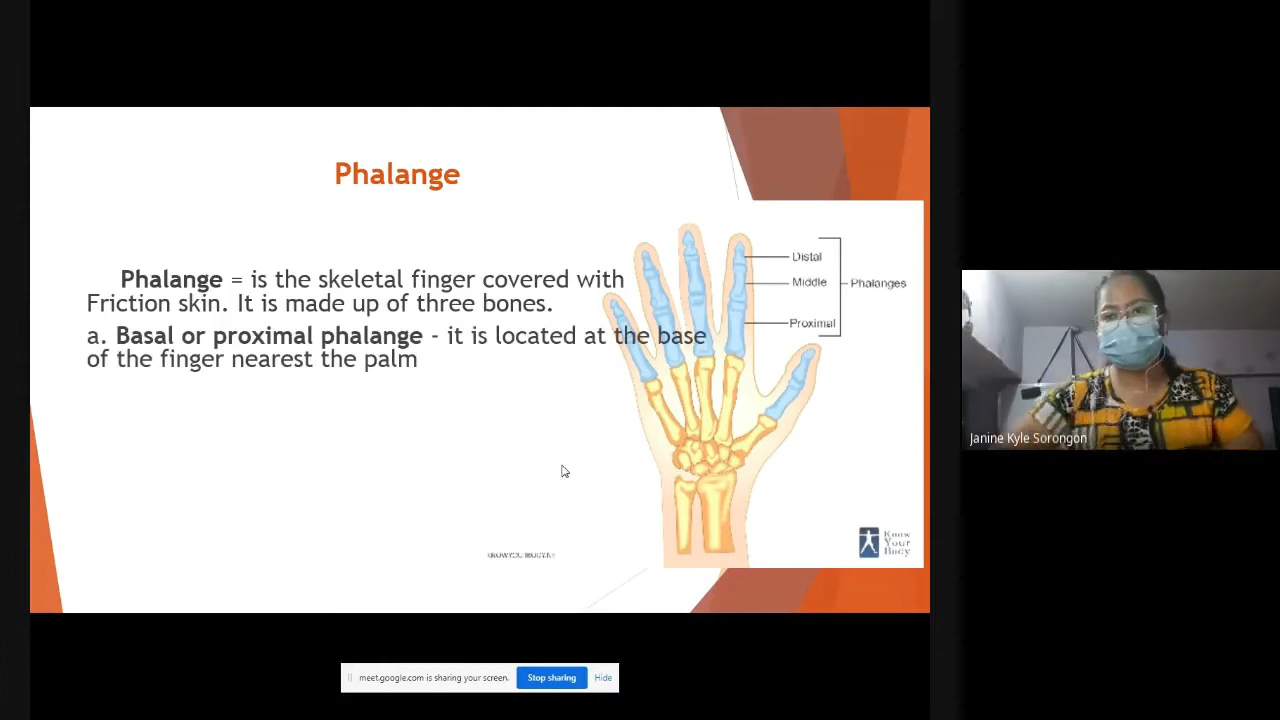 Phalange
Phalange = is the skeletal finger covered with
Friction skin. It is made up of three bones.
a. Basal or proximal phalange - it is located at the base
of the finger nearest the palm
Distal
Middle
Phalanges
Proximal
Know
Your
Body
Janine Kyle Sorongon
meet.google.com is sharing your screen.
Stop sharing
Hide